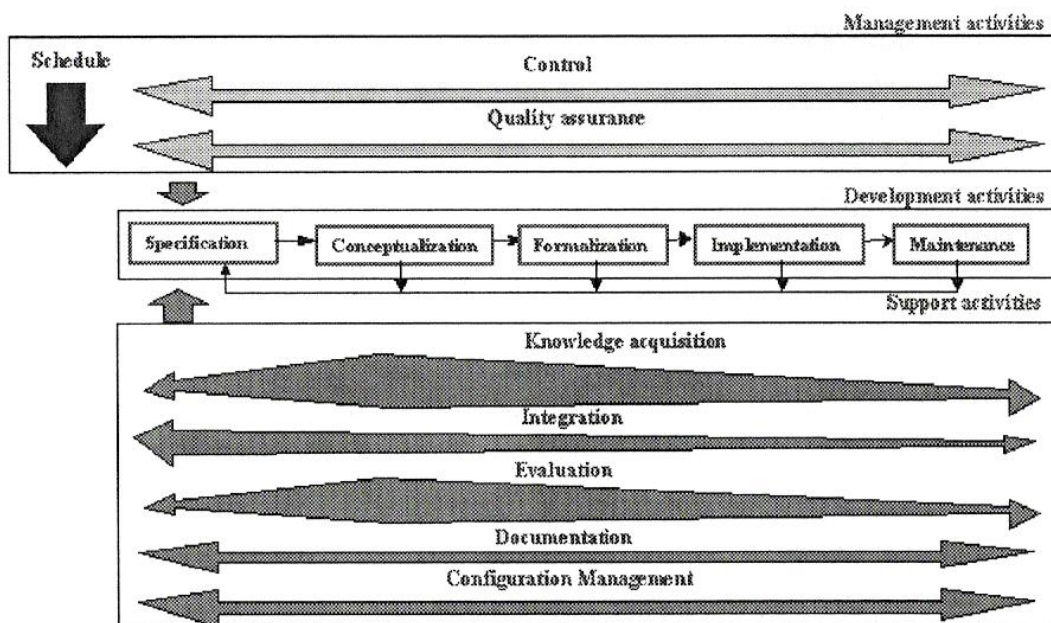 Management activities
Schedule
Control
Quality assurance
Development activities
Specification
Conceptualization
Formalization
Implementation
Maintenance
Support activities
Knowledge acquisition
Integration
Evaluation
Documentation
Configuration Management